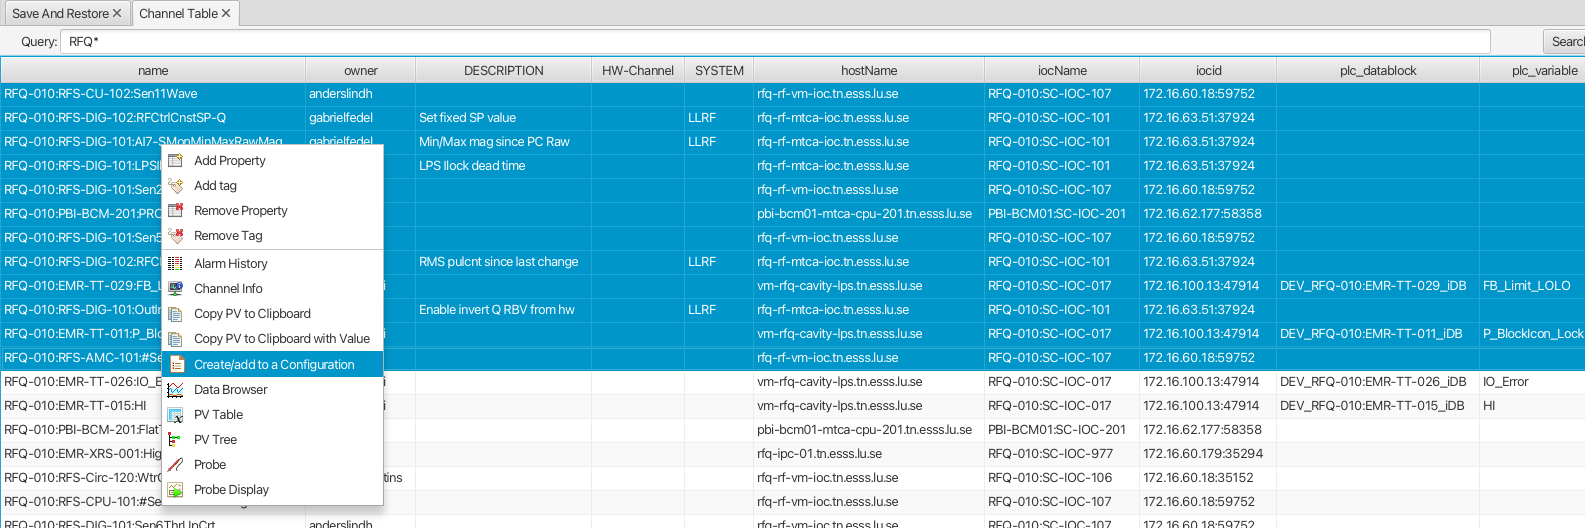 Save And Restore Channel Table
Query: RFQ* Search
name owner DESCRIPTION HW-Channel SYSTEM hostName iocName iocid plc_datablock plc_variable
RFQ-010:RFS-CU-102:Sen11Wave anderslindh rfq-rf-vm-ioc.tn.esss.lu.se RFQ-010:SC-IOC-107 172.16.60.18:59752
RFQ-010:RFS-DIG-102:RFCtrlCnstSP-Q gabrielfedel Set fixed SP value LLRF rfq-rf-mtca-ioc.tn.esss.lu.se RFQ-010:SC-IOC-101 172.16.63.51:37924
RFQ-010:RFS-DIG-101:AI7-SMonMinMaxRawMag gabrielfedel Min/Max mag since PC Raw LLRF rfq-rf-mtca-ioc.tn.esss.lu.se RFQ-010:SC-IOC-101 172.16.63.51:37924
RFQ-010:RFS-DIG-101:LPSI LPS Ilock dead time rfq-rf-mtca-ioc.tn.esss.lu.se RFQ-010:SC-IOC-101 172.16.63.51:37924
RFQ-010:RFS-DIG-101:Sen2 rfq-rf-vm-ioc.tn.esss.lu.se RFQ-010:SC-IOC-107 172.16.60.18:59752
RFQ-010:PBI-BCM-201:PRO pbi-bcm01-mtca-cpu-201.tn.esss.lu.se PBI-BCM01:SC-IOC-201 172.16.62.177:58358
RFQ-010:RFS-DIG-101:Sen5 rfq-rf-vm-ioc.tn.esss.lu.se RFQ-010:SC-IOC-107 172.16.60.18:59752
RFQ-010:RFS-DIG-102:RFC RMS pulcnt since last change LLRF rfq-rf-mtca-ioc.tn.esss.lu.se RFQ-010:SC-IOC-101 172.16.63.51:37924
RFQ-010:EMR-TT-029:FB_L i vm-rfq-cavity-lps.tn.esss.lu.se RFQ-010:SC-IOC-017 172.16.100.13:47914 DEV_RFQ-010:EMR-TT-029_iDB FB_Limit_LOLO
RFQ-010:RFS-DIG-101:OutIn Enable invert Q RBV from hw LLRF rfq-rf-mtca-ioc.tn.esss.lu.se RFQ-010:SC-IOC-101 172.16.63.51:37924
RFQ-010:EMR-TT-011:P_Blo i vm-rfq-cavity-lps.tn.esss.lu.se RFQ-010:SC-IOC-017 172.16.100.13:47914 DEV_RFQ-010:EMR-TT-011_iDB P_BlockIcon_Lock
RFQ-010:RFS-AMC-101:#Se rfq-rf-vm-ioc.tn.esss.lu.se RFQ-010:SC-IOC-107 172.16.60.18:59752
RFQ-010:EMR-TT-026:IO_E i vm-rfq-cavity-lps.tn.esss.lu.se RFQ-010:SC-IOC-017 172.16.100.13:47914 DEV_RFQ-010:EMR-TT-026_iDB IO_Error
RFQ-010:EMR-TT-015:HI i vm-rfq-cavity-lps.tn.esss.lu.se RFQ-010:SC-IOC-017 172.16.100.13:47914 DEV_RFQ-010:EMR-TT-015_iDB HI
RFQ-010:PBI-BCM-201:FlatT pbi-bcm01-mtca-cpu-201.tn.esss.lu.se PBI-BCM01:SC-IOC-201 172.16.62.177:58358
RFQ-010:EMR-XRS-001:Hig rfq-ipc-01.tn.esss.lu.se RFQ-010:SC-IOC-977 172.16.60.179:35294
RFQ-010:RFS-Circ-120:WtrC tins rfq-rf-vm-ioc.tn.esss.lu.se RFQ-010:SC-IOC-106 172.16.60.18:35152
RFQ-010:RFS-CPU-101:#Se rfq-rf-vm-ioc.tn.esss.lu.se RFQ-010:SC-IOC-107 172.16.60.18:59752
RFQ-010:RFS-DIG-101:Sen6ThrUpCrt anderslindh rfq-rf-vm-ioc.tn.esss.lu.se RFQ-010:SC-IOC-107 172.16.60.18:59752
Add Property
Add tag
Remove Property
Remove Tag
Alarm History
Channel Info
Copy PV to Clipboard
Copy PV to Clipboard with Value
Create/add to a Configuration
Data Browser
PV Table
PV Tree
Probe
Probe Display